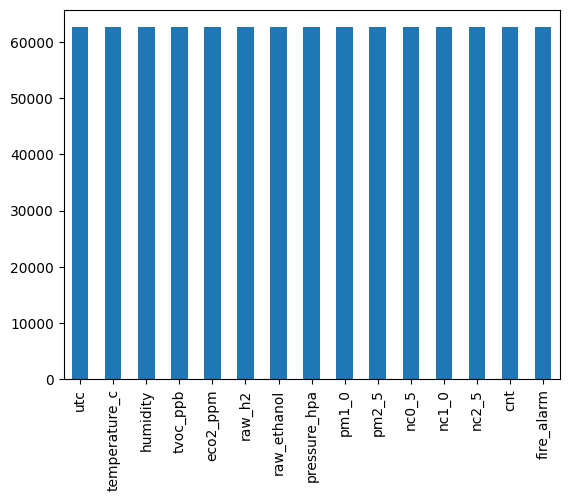 60000
50000
40000
30000
20000
10000
0
utc
temperature_c
humidity
tvoc_ppb
eco2_ppm
raw_h2
raw_ethanol
pressure_hpa
pm1_0
pm2_5
nc0_5
nc1_0
nc2_5
cnt
fire_alarm